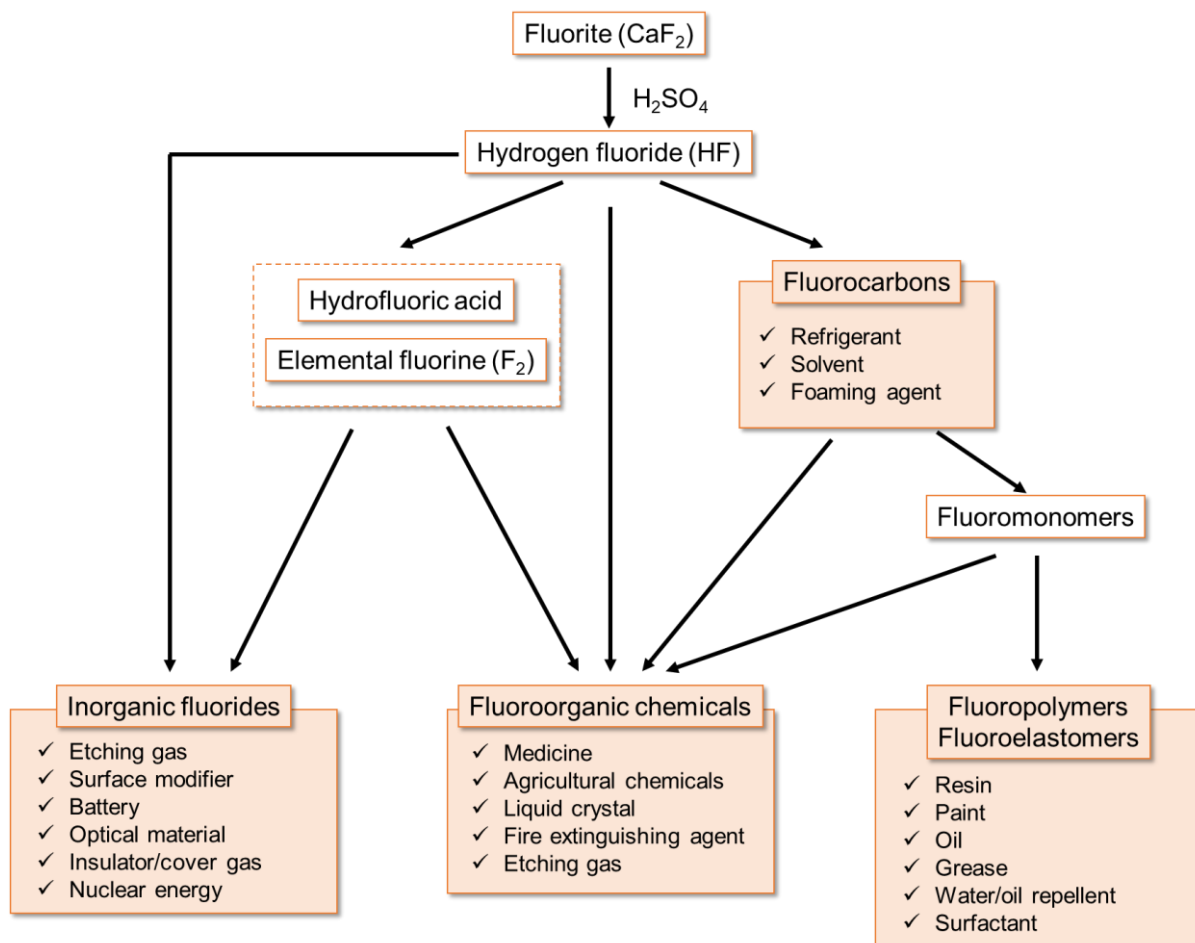 Fluorite (CaF₂)
H₂SO₄
Hydrogen fluoride (HF)
Hydrofluoric acid
Elemental fluorine (F₂)
Fluorocarbons
✓ Refrigerant
✓ Solvent
✓ Foaming agent
Fluoromonomers
Inorganic fluorides
✓ Etching gas
✓ Surface modifier
✓ Battery
✓ Optical material
✓ Insulator/cover gas
✓ Nuclear energy
Fluoroorganic chemicals
✓ Medicine
✓ Agricultural chemicals
✓ Liquid crystal
✓ Fire extinguishing agent
✓ Etching gas
Fluoropolymers
Fluoroelastomers
✓ Resin
✓ Paint
✓ Oil
✓ Grease
✓ Water/oil repellent
✓ Surfactant